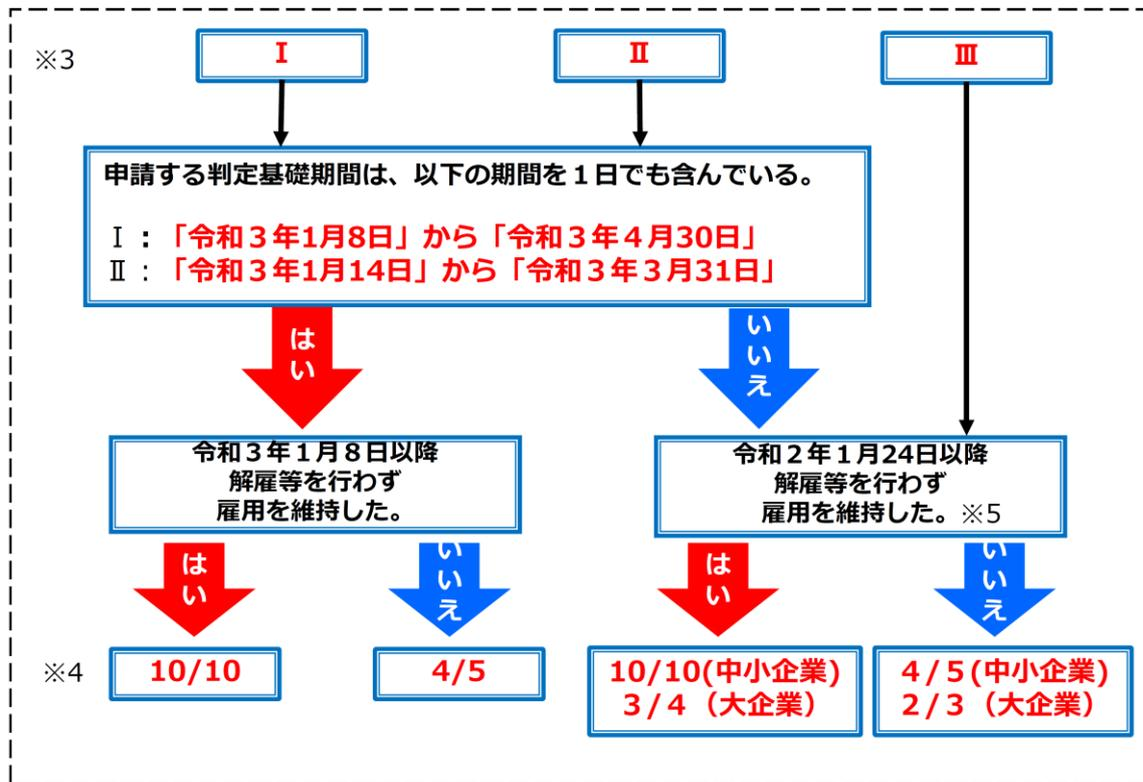 ※3
Ⅰ
Ⅱ
Ⅲ
申請する判定基礎期間は、以下の期間を１日でも含んでいる。
Ⅰ：「令和３年1月8日」から「令和３年４月30日」
Ⅱ：「令和３年1月14日」から「令和３年３月31日」
はい
いいえ
令和３年１月８日以降
解雇等を行わず
雇用を維持した。
令和２年１月24日以降
解雇等を行わず
雇用を維持した。※5
はい
いいえ
はい
いいえ
※4
10/10
4/5
10/10(中小企業)
3/４（大企業）
４/５(中小企業)
２/３（大企業）